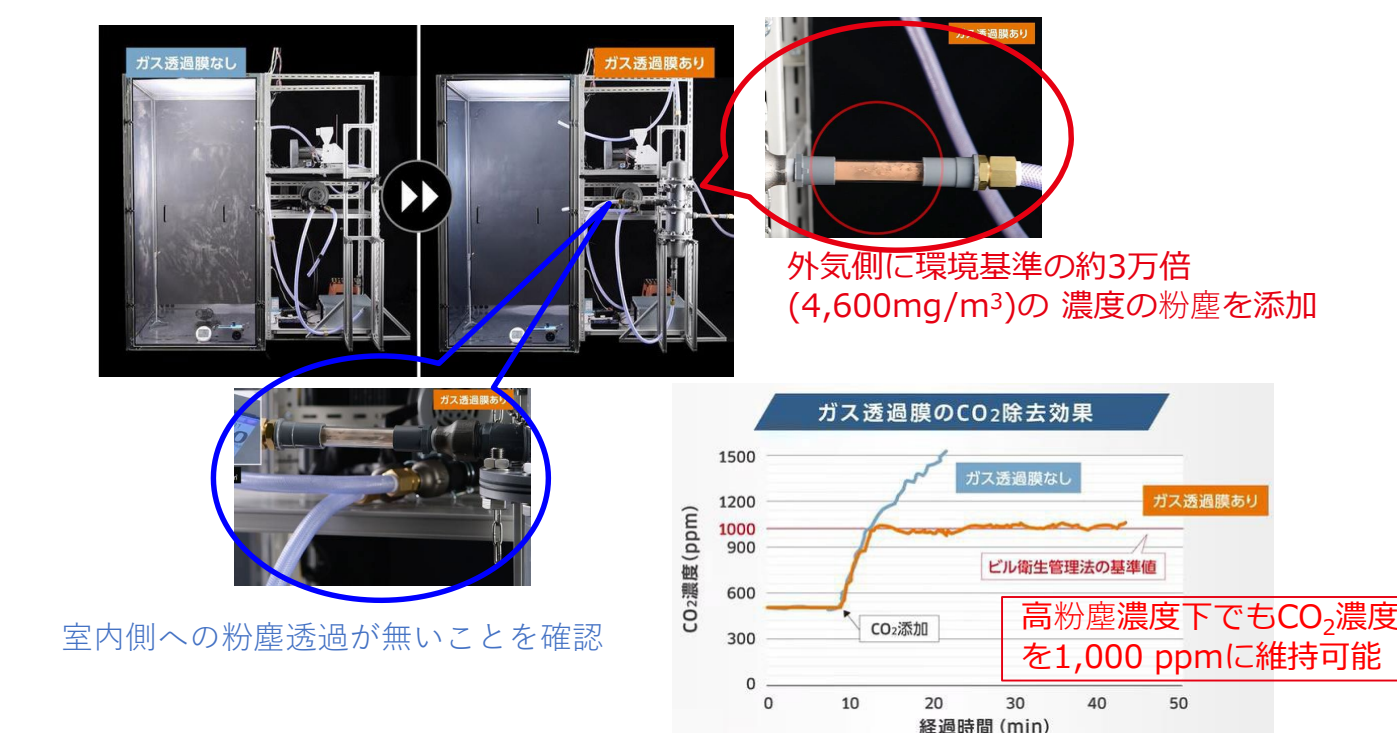 ガス透過膜なし
ガス透過膜あり
ガス透過膜あり
外気側に環境基準の約3万倍
(4,600mg/m³)の 濃度の粉塵を添加
ガス透過膜あり
室内側への粉塵透過が無いことを確認
ガス透過膜のCO₂除去効果
CO₂濃度(ppm)
1500
1200
1000
900
600
300
0
ガス透過膜なし
ガス透過膜あり
ビル衛生管理法の基準値
CO₂添加
高粉塵濃度下でもCO₂濃度
を1,000 ppmに維持可能
0 10 20 30 40 50
経過時間(min)